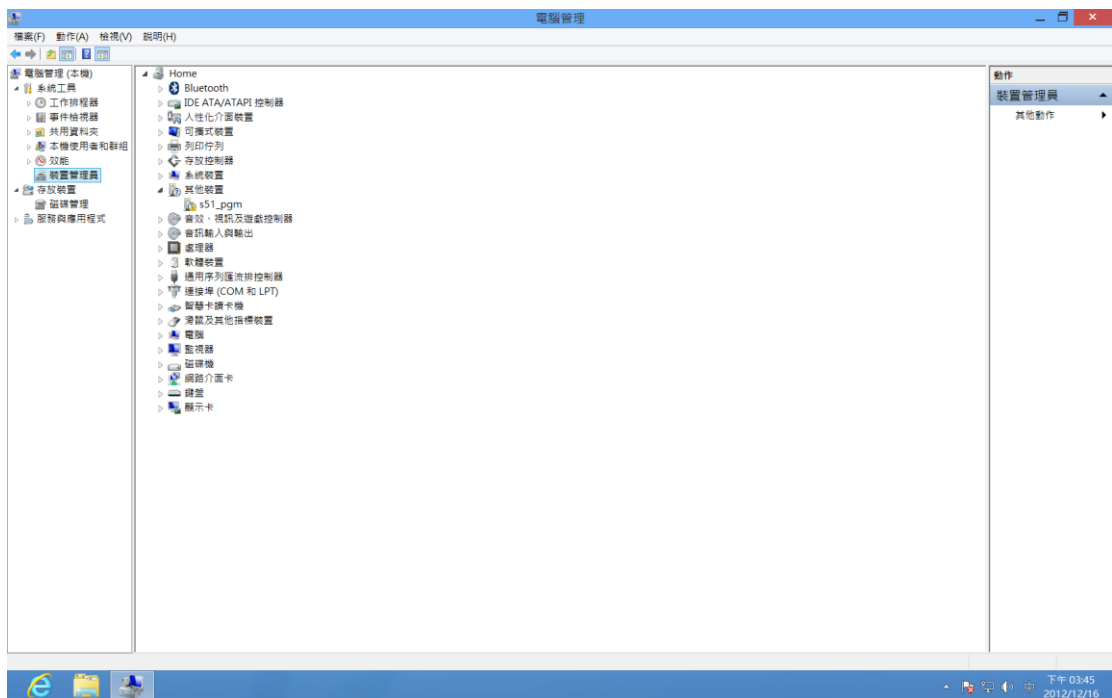 電腦管理
檔案(F) 動作(A) 檢視(V) 說明(H)
電腦管理 (本機)
系統工具
工作排程器
事件檢視器
共用資料夾
本機使用者和群組
效能
裝置管理員
存放裝置
磁碟管理
服務與應用程式
Home
Bluetooth
IDE ATA/ATAPI 控制器
人性化介面裝置
可攜式裝置
列印佇列
存放控制器
系統裝置
其他裝置
s51_pgm
音效、視訊及遊戲控制器
音訊輸入與輸出
處理器
軟體裝置
通用序列匯流排控制器
連接埠 (COM 和 LPT)
智慧卡讀卡機
滑鼠及其他指標裝置
電腦
監視器
磁碟機
網路介面卡
鍵盤
顯示卡
動作
裝置管理員
其他動作
中
下午 03:45
2012/12/16